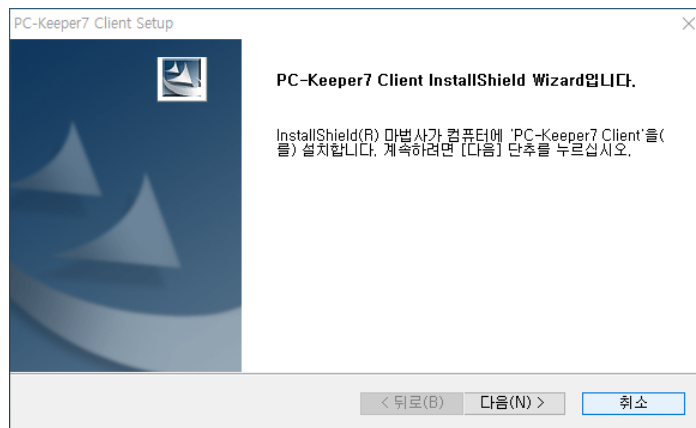 PC-Keeper7 Client Setup
PC-Keeper7 Client InstallShield Wizard입니다.
InstallShield(R) 마법사가 컴퓨터에 'PC-Keeper7 Client'을(
를) 설치합니다. 계속하려면 [다음] 단추를 누르십시오.
< 뒤로(B)
다음(N) >
취소